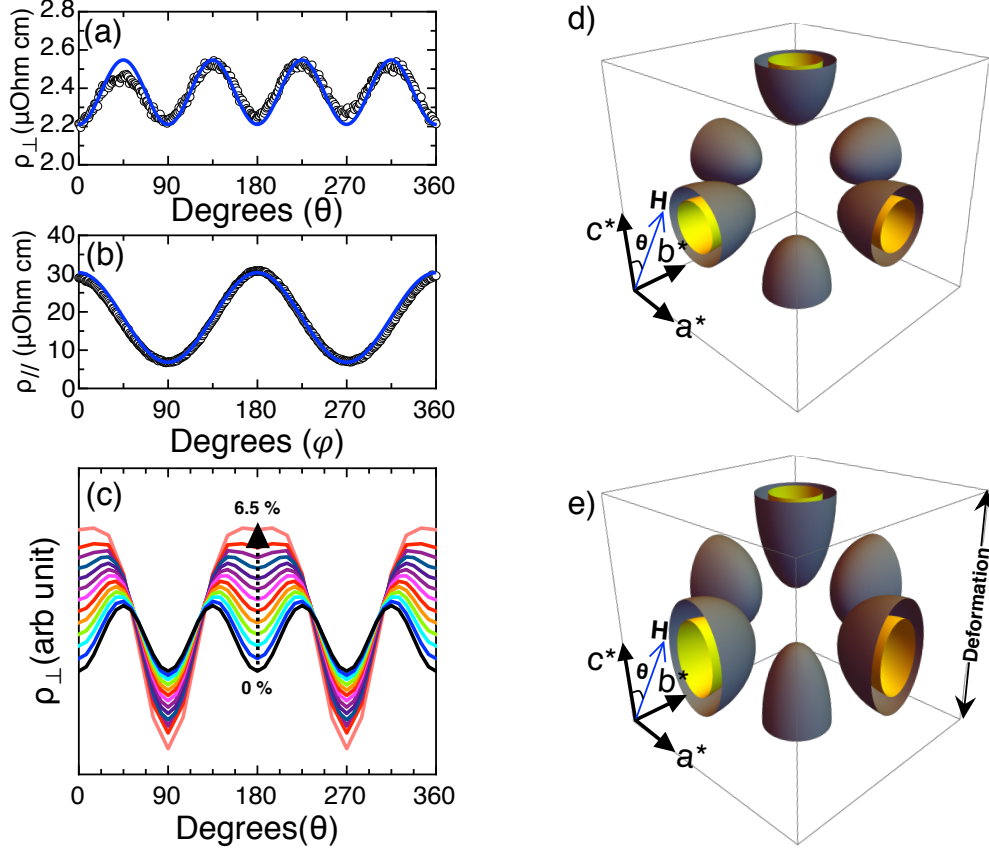 (a)
ρ⊥(μOhm cm)
2.8
2.6
2.4
2.2
2.0
0 90 180 270 360
Degrees (θ)
(b)
ρ// (μOhm cm)
40
30
20
10
0
0 90 180 270 360
Degrees (φ)
(c)
ρ⊥(arb unit)
6.5 %
0 %
0 90 180 270 360
Degrees(θ)
d)
H
c*
θ
b*
a*
e)
H
c*
θ
b*
a*
Deformation